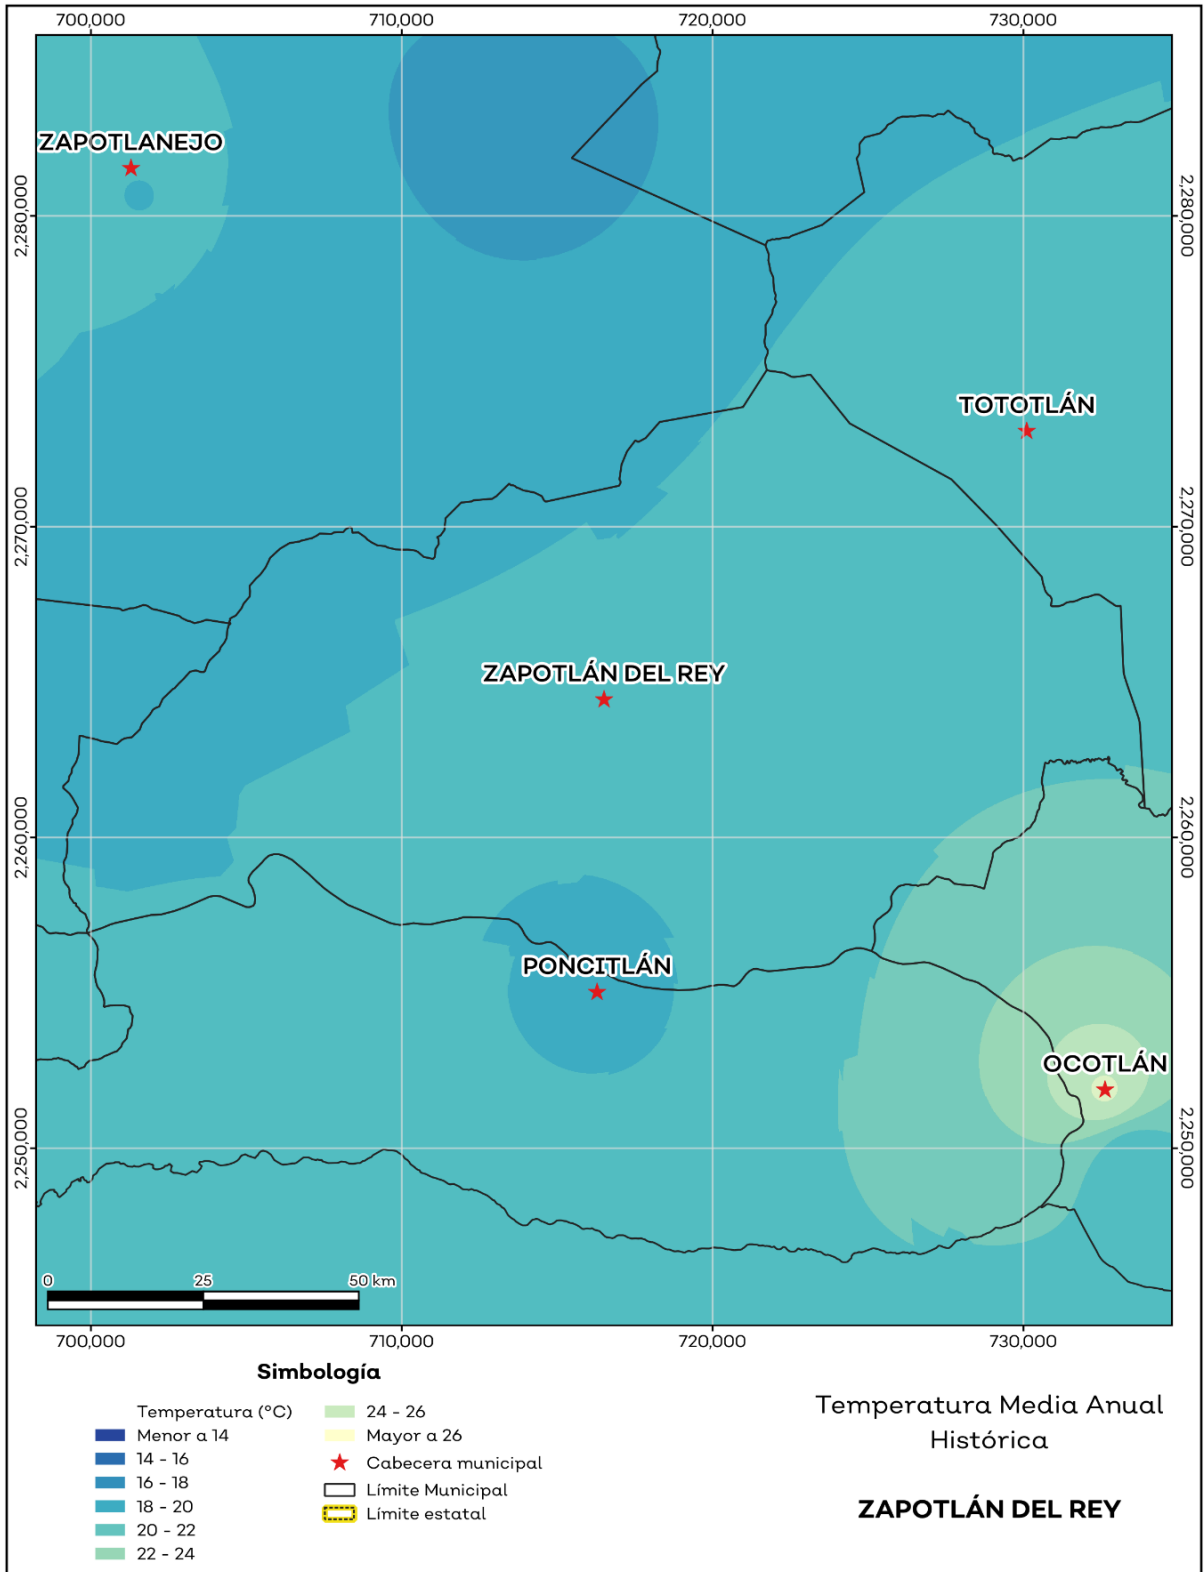 700,000 710,000 720,000 730,000
ZAPOTLANEJO
2,280,000 2,280,000
TOTOTLÁN
2,270,000 2,270,000
ZAPOTLÁN DEL REY
2,260,000 2,260,000
PONCITLÁN
OCOTLÁN
2,250,000 2,250,000
0 25 50 km
700,000 710,000 720,000 730,000
Simbología
Temperatura (°C)
Menor a 14
14 - 16
16 - 18
18 - 20
20 - 22
22 - 24
24 - 26
Mayor a 26
Cabecera municipal
Límite Municipal
Límite estatal
Temperatura Media Anual
Histórica
ZAPOTLÁN DEL REY